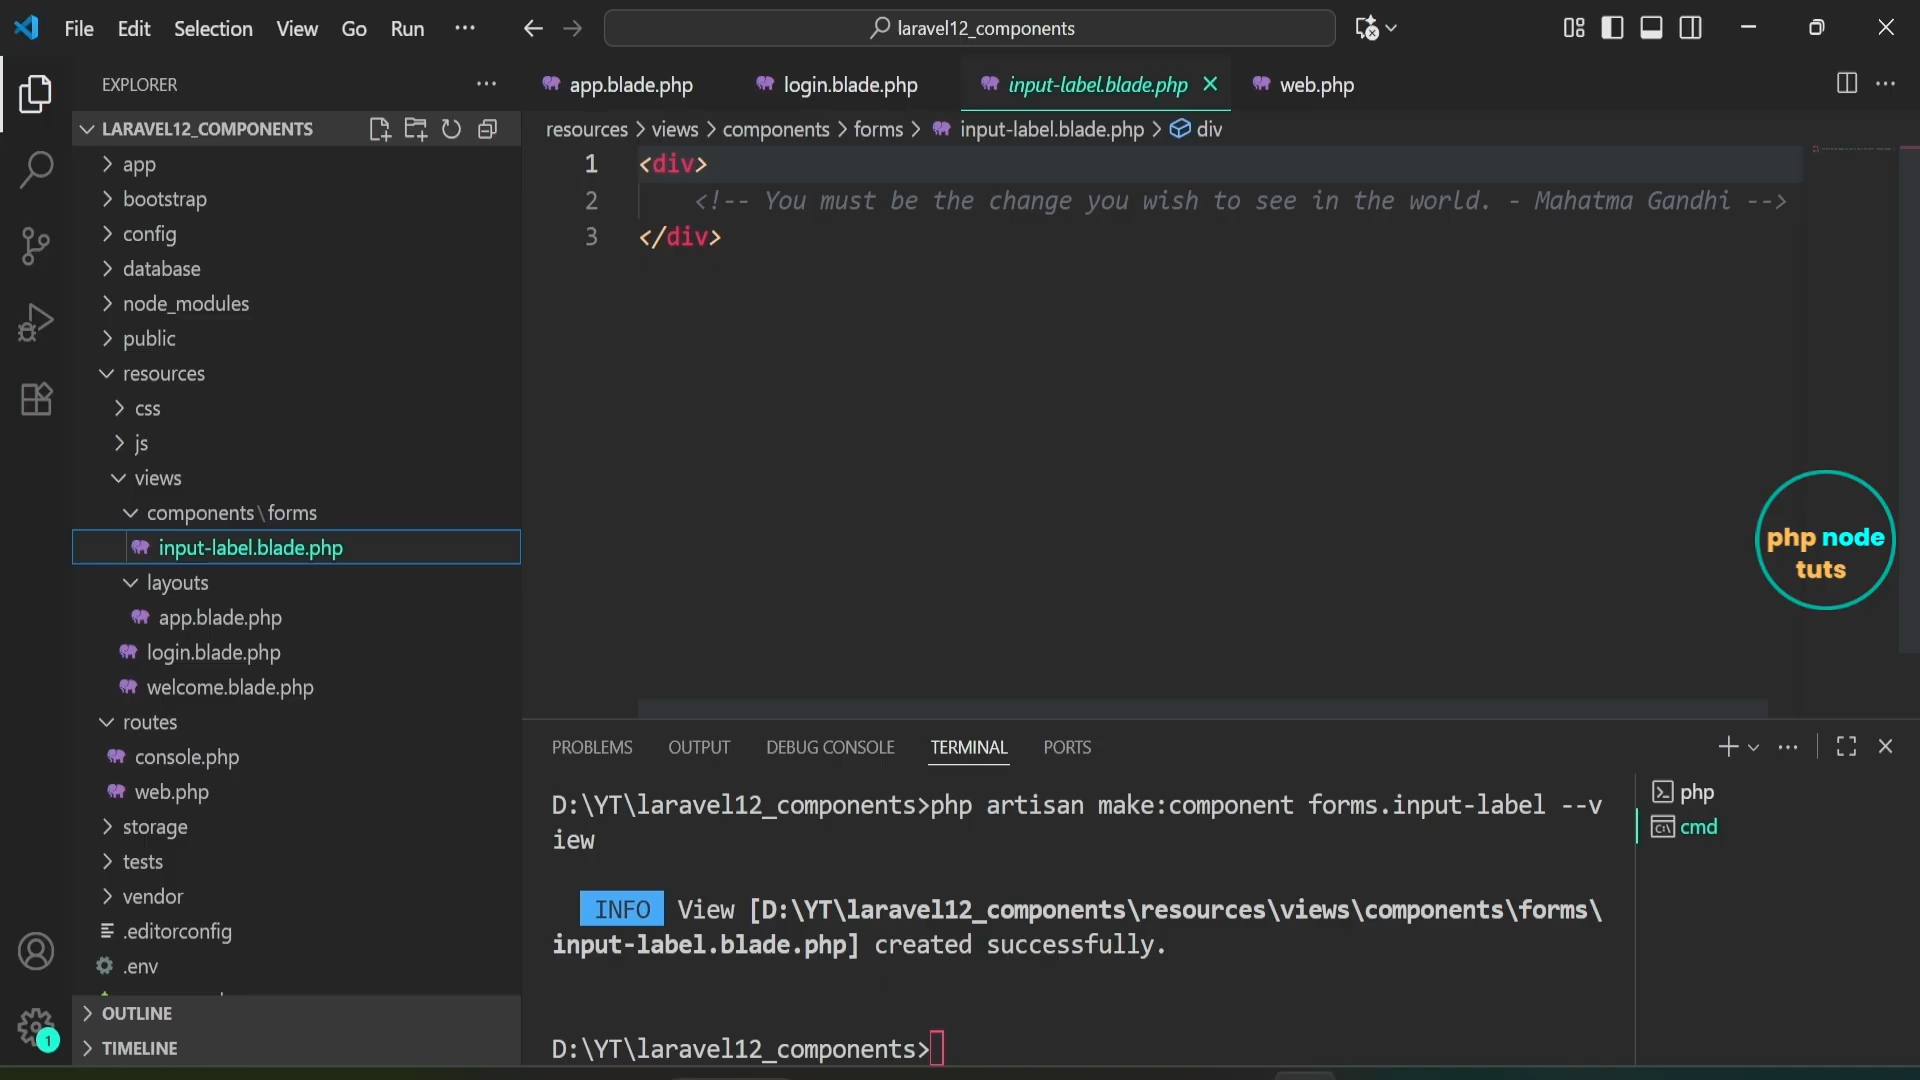 File Edit Selection View Go Run ···
laravel12_components
EXPLORER
LARAVEL12_COMPONENTS
app
bootstrap
config
database
node_modules
public
resources
css
js
views
components\forms
input-label.blade.php
layouts
app.blade.php
login.blade.php
welcome.blade.php
routes
console.php
web.php
storage
tests
vendor
.editorconfig
.env
OUTLINE
TIMELINE
1
app.blade.php login.blade.php input-label.blade.php web.php
resources > views > components > forms > input-label.blade.php > div
1 <div>
2 <!-- You must be the change you wish to see in the world. - Mahatma Gandhi -->
3 </div>
php node
tuts
PROBLEMS OUTPUT DEBUG CONSOLE TERMINAL PORTS
D:\YT\laravel12_components>php artisan make:component forms.input-label --v
iew
INFO View [D:\YT\laravel12_components\resources\views\components\forms\
input-label.blade.php] created successfully.
D:\YT\laravel12_components>
php
cmd